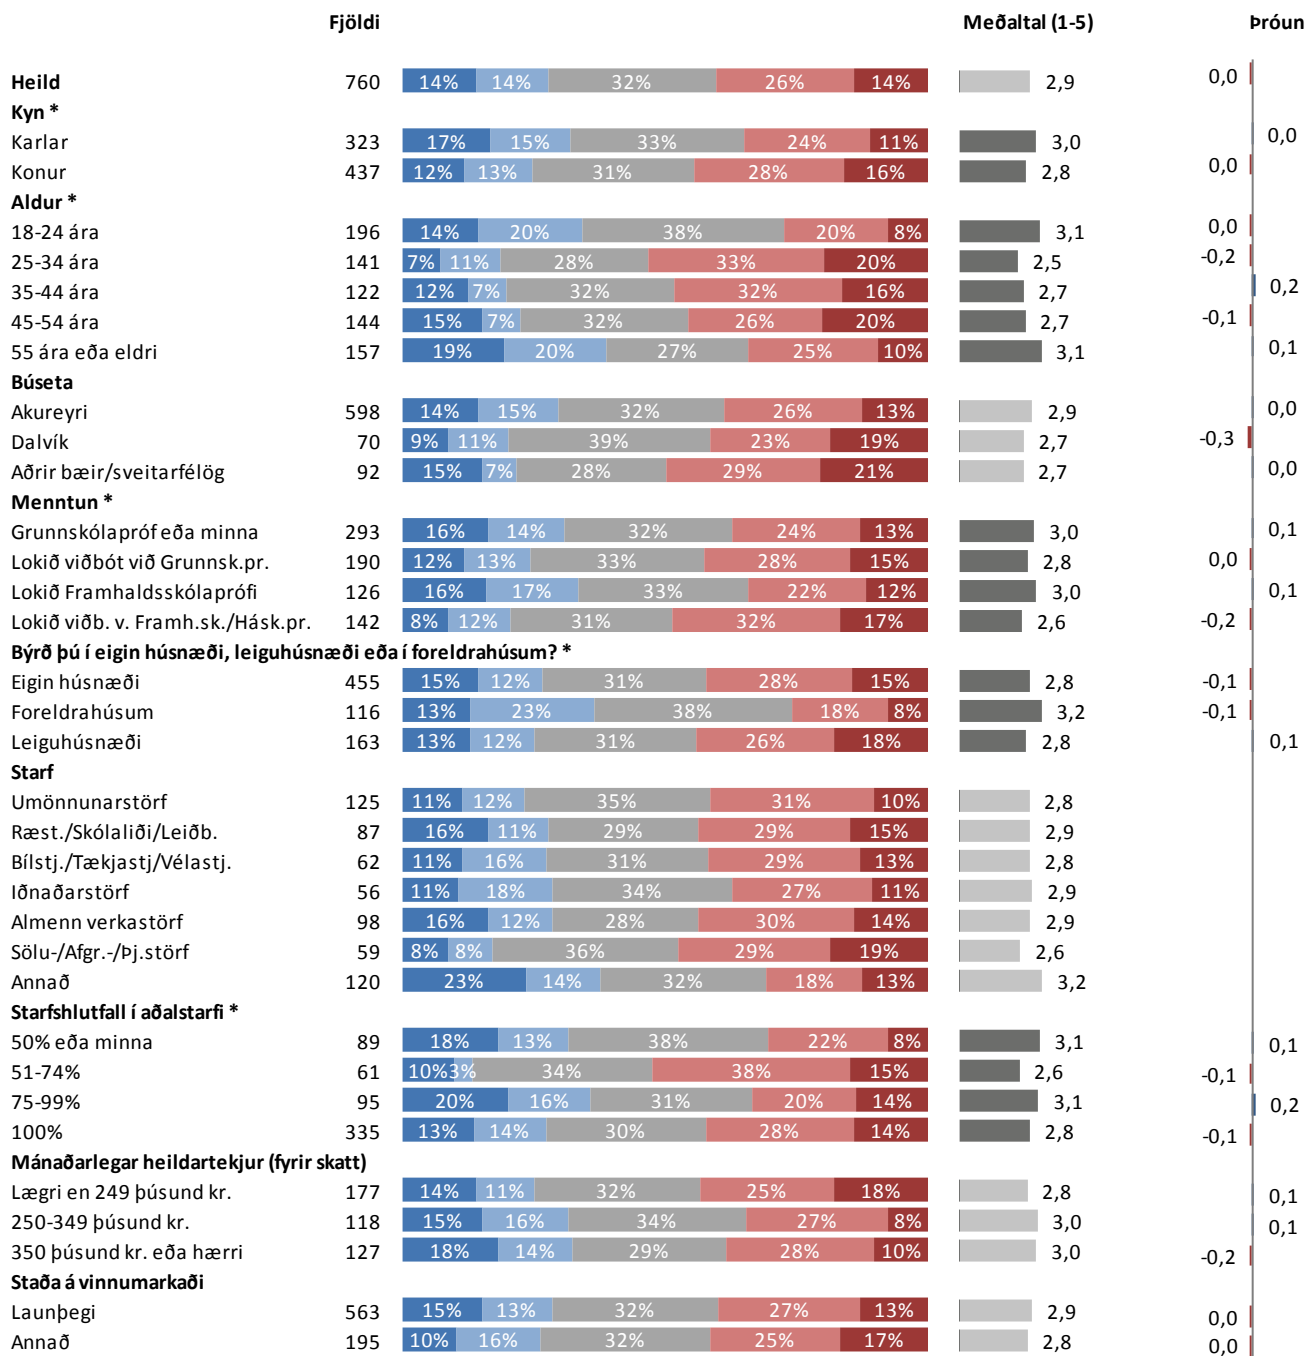 Fjöldi Meðaltal (1-5) Þróun
Heild 760 14% 14% 32% 26% 14% 2,9 0,0
Kyn *
Karlar 323 17% 15% 33% 24% 11% 3,0 0,0
Konur 437 12% 13% 31% 28% 16% 2,8 0,0
Aldur *
18-24 ára 196 14% 20% 38% 20% 8% 3,1 0,0
25-34 ára 141 7% 11% 28% 33% 20% 2,5 -0,2
35-44 ára 122 12% 7% 32% 32% 16% 2,7 0,2
45-54 ára 144 15% 7% 32% 26% 20% 2,7 -0,1
55 ára eða eldri 157 19% 20% 27% 25% 10% 3,1 0,1
Búseta
Akureyri 598 14% 15% 32% 26% 13% 2,9 0,0
Dalvík 70 9% 11% 39% 23% 19% 2,7 -0,3
Aðrir bæir/sveitarfélög 92 15% 7% 28% 29% 21% 2,7 0,0
Menntun *
Grunnskólapróf eða minna 293 16% 14% 32% 24% 13% 3,0 0,1
Lokið viðbót við Grunnsk.pr. 190 12% 13% 33% 28% 15% 2,8 0,0
Lokið Framhaldsskólaprófi 126 16% 17% 33% 22% 12% 3,0 0,1
Lokið viðb. v. Framh.sk./Hásk.pr. 142 8% 12% 31% 32% 17% 2,6 -0,2
Býrð þú í eigin húsnæði, leiguhúsnæði eða í foreldrahúsum? *
Eigin húsnæði 455 15% 12% 31% 28% 15% 2,8 -0,1
Foreldrahúsum 116 13% 23% 38% 18% 8% 3,2 -0,1
Leiguhúsnæði 163 13% 12% 31% 26% 18% 2,8 0,1
Starf
Umönnunarstörf 125 11% 12% 35% 31% 10% 2,8
Ræst./Skólaliði/Leiðb. 87 16% 11% 29% 29% 15% 2,9
Bílstj./Tækjastj/Vélastj. 62 11% 16% 31% 29% 13% 2,8
Iðnaðarstörf 56 11% 18% 34% 27% 11% 2,9
Almenn verkastörf 98 16% 12% 28% 30% 14% 2,9
Sölu-/Afgr.-/Þj.störf 59 8% 8% 36% 29% 19% 2,6
Annað 120 23% 14% 32% 18% 13% 3,2
Starfshlutfall í aðalstarfi *
50% eða minna 89 18% 13% 38% 22% 8% 3,1 0,1
51-74% 61 10% 3% 34% 38% 15% 2,6 -0,1
75-99% 95 20% 16% 31% 20% 14% 3,1 0,2
100% 335 13% 14% 30% 28% 14% 2,8 -0,1
Mánaðarlegar heildartekjur (fyrir skatt)
Lægri en 249 þúsund kr. 177 14% 11% 32% 25% 18% 2,8 0,1
250-349 þúsund kr. 118 15% 16% 34% 27% 8% 3,0 0,1
350 þúsund kr. eða hærri 127 18% 14% 29% 28% 10% 3,0 -0,2
Staða á vinnumarkaði
Launþegi 563 15% 13% 32% 27% 13% 2,9 0,0
Annað 195 10% 16% 32% 25% 17% 2,8 0,0